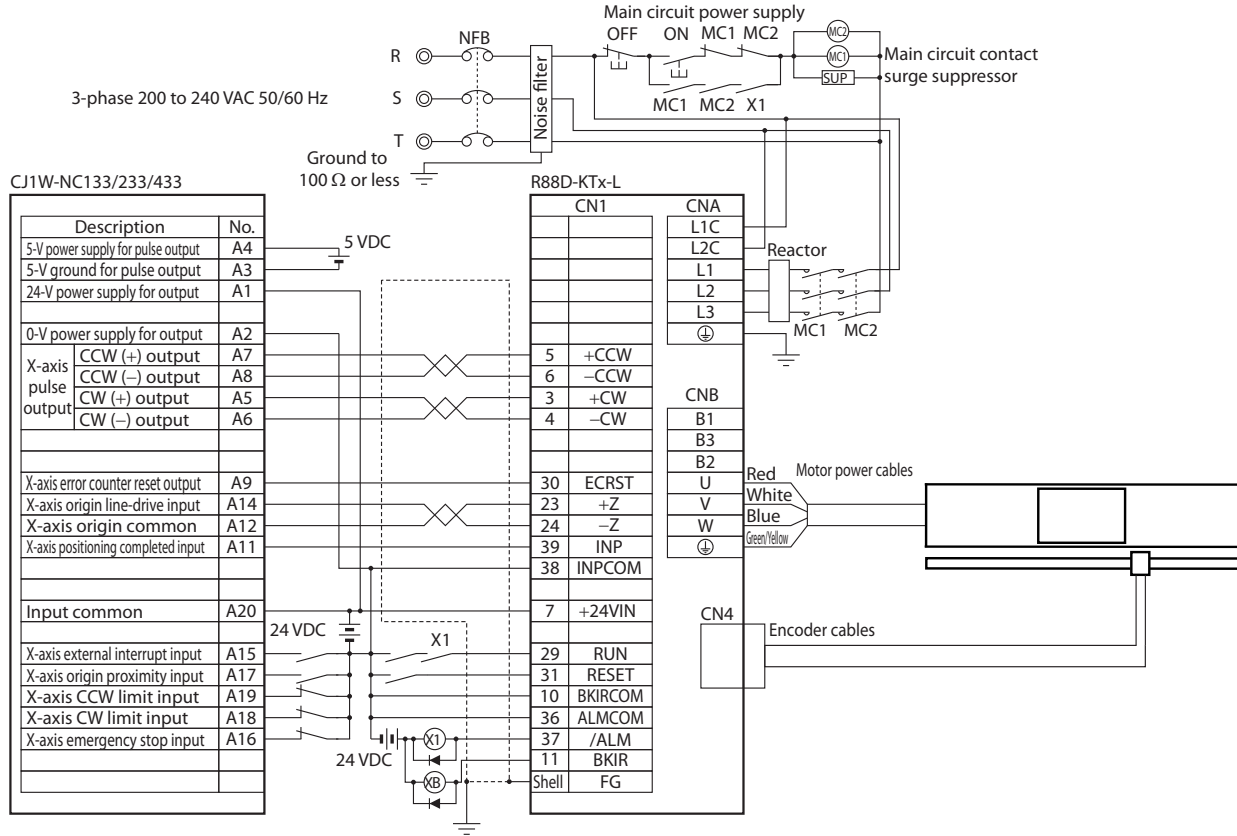 Main circuit power supply
OFF ON MC1 MC2
MC2
R NFB
MC1 Main circuit contact
surge suppressor
SUP
Noise filter
3-phase 200 to 240 VAC 50/60 Hz S
MC1 MC2 X1
T
Ground to
100 Ω or less
CJ1W-NC133/233/433
Description No.
5-V power supply for pulse output A4
5-V ground for pulse output A3
24-V power supply for output A1
0-V power supply for output A2
X-axis pulse output
CCW (+) output A7
CCW (−) output A8
CW (+) output A5
CW (−) output A6
X-axis error counter reset output A9
X-axis origin line-drive input A14
X-axis origin common A12
X-axis positioning completed input A11
Input common A20
X-axis external interrupt input A15
X-axis origin proximity input A17
X-axis CCW limit input A19
X-axis CW limit input A18
X-axis emergency stop input A16
5 VDC
24 VDC
X1
24 VDC
X1
XB
R88D-KTx-L
CN1
5 +CCW
6 −CCW
3 +CW
4 −CW
30 ECRST
23 +Z
24 −Z
39 INP
38 INPCOM
7 +24VIN
29 RUN
31 RESET
10 BKIRCOM
36 ALMCOM
37 /ALM
11 BKIR
Shell FG
CNA
L1C
L2C
L1
L2
L3
Reactor
MC1 MC2
CNB
B1
B3
B2
U Red
V White
W Blue
Green/Yellow
Motor power cables
CN4
Encoder cables